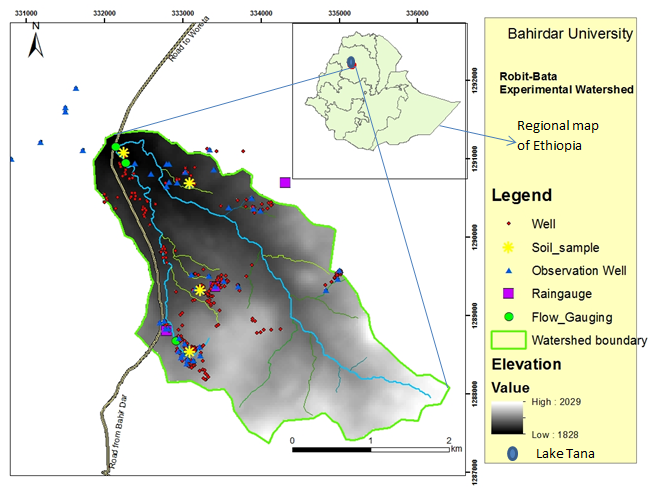 331000 332000 333000 334000 335000 336000
N
Road to Woreta
1292000
1291000
1290000
1289000
1288000
1287000
Road from Bahir Dar
0 1 2
km
Bahirdar University
Robit-Bata
Experimental Watershed
Regional map
of Ethiopia
Legend
Well
Soil_sample
Observation Well
Raingauge
Flow_Gauging
Watershed boundary
Elevation
Value
High : 2029
Low : 1828
Lake Tana